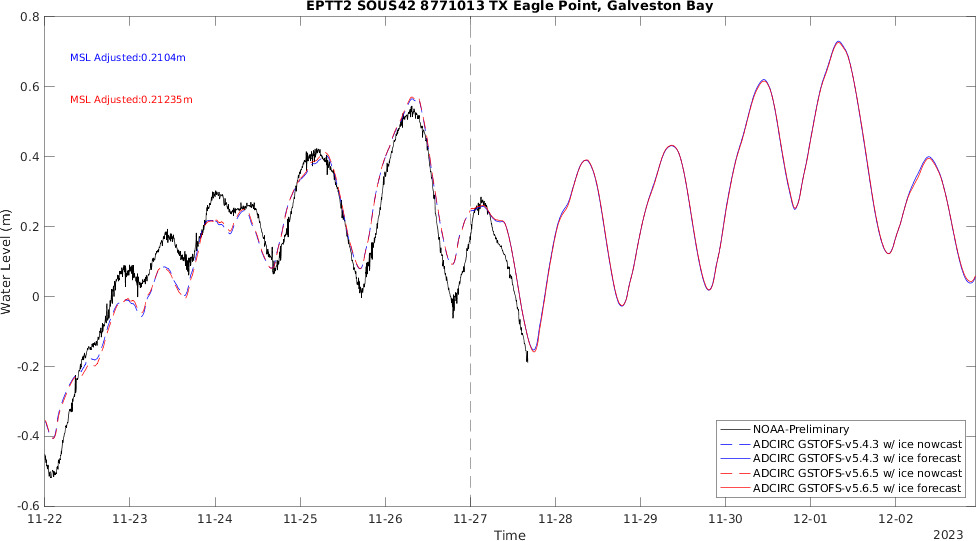 EPTT2 SOUS42 8771013 TX Eagle Point, Galveston Bay
MSL Adjusted:0.2104m
MSL Adjusted:0.21235m
Water Level (m)
0.8
0.6
0.4
0.2
0
-0.2
-0.4
-0.6
NOAA-Preliminary
ADCIRC GSTOFS-v5.4.3 w/ ice nowcast
ADCIRC GSTOFS-v5.4.3 w/ ice forecast
ADCIRC GSTOFS-v5.6.5 w/ ice nowcast
ADCIRC GSTOFS-v5.6.5 w/ ice forecast
11-22 11-23 11-24 11-25 11-26 11-27 11-28 11-29 11-30 12-01 12-02
Time
2023